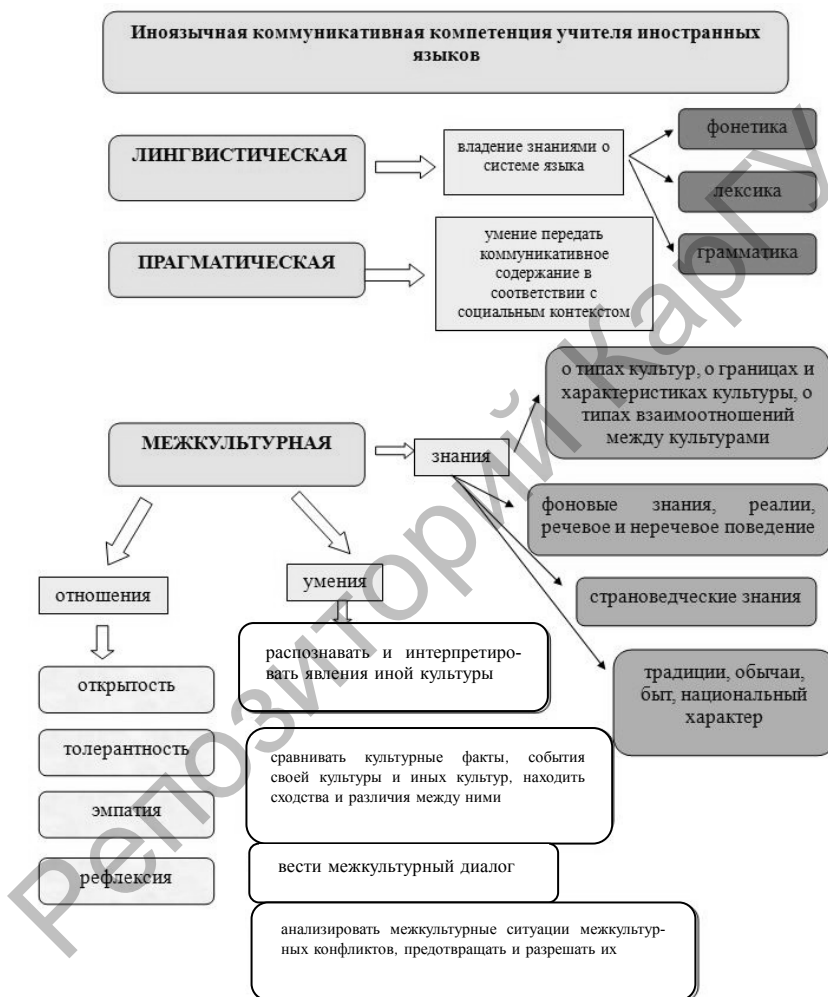 Иноязычная коммуникативная компетенция учителя иностранных
языков
ЛИНГВИСТИЧЕСКАЯ
владение знаниями о
системе языка
фонетика
лексика
грамматика
ПРАГМАТИЧЕСКАЯ
умение передать
коммуникативное
содержание в
соответствии с
социальным контекстом
МЕЖКУЛЬТУРНАЯ
знания
о типах культур, о границах и
характеристиках культуры, о
типах взаимоотношений
между культурами
фоновые знания, реалии,
речевое и неречевое поведение
страноведческие знания
традиции, обычаи,
быт, национальный
характер
отношения
открытость
толерантность
эмпатия
рефлексия
умения
распознавать и интерпретиро-
вать явления иной культуры
сравнивать культурные факты, события
своей культуры и иных культур, находить
сходства и различия между ними
вести межкультурный диалог
анализировать межкультурные ситуации межкультур-
ных конфликтов, предотвращать и разрешать их
Репозиторий КарГУ